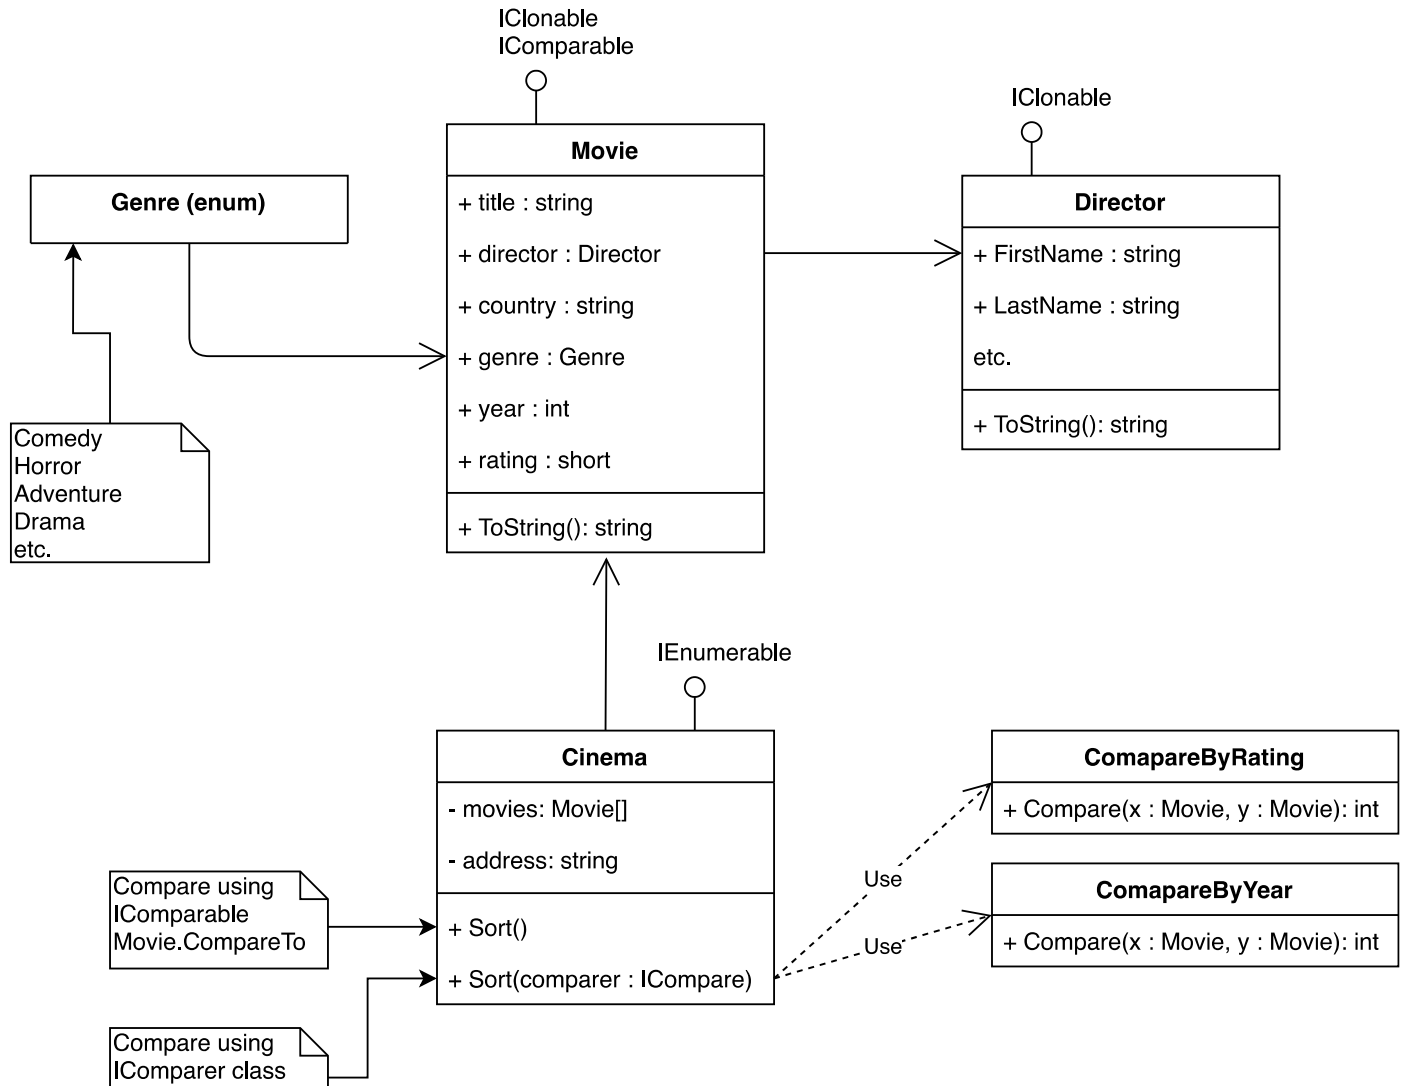 IClonable
IComparable
IClonable
Movie
+ title : string
+ director : Director
+ country : string
+ genre : Genre
+ year : int
+ rating : short
+ ToString(): string
Genre (enum)
Director
+ FirstName : string
+ LastName : string
etc.
+ ToString(): string
Comedy
Horror
Adventure
Drama
etc.
IEnumerable
Cinema
- movies: Movie[]
- address: string
+ Sort()
+ Sort(comparer : ICompare)
ComapareByRating
+ Compare(x : Movie, y : Movie): int
Use
ComapareByYear
+ Compare(x : Movie, y : Movie): int
Use
Compare using
IComparable
Movie.CompareTo
Compare using
IComparer class